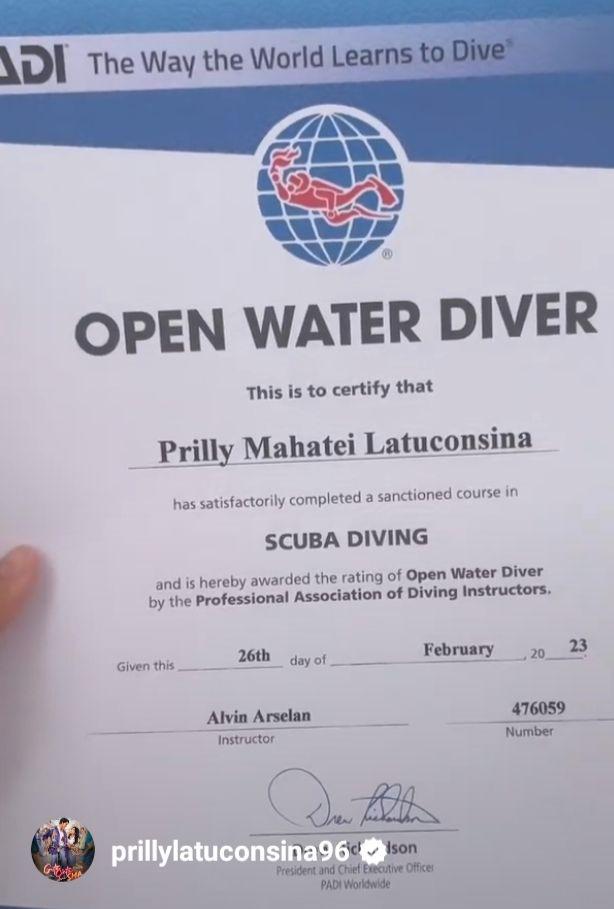 ADI The Way the World Learns to Dive®
®
OPEN WATER DIVER
This is to certify that
Prilly Mahatei Latuconsina
has satisfactorily completed a sanctioned course in
SCUBA DIVING
and is hereby awarded the rating of Open Water Diver
by the Professional Association of Diving Instructors.
Given this 26th day of February, 20 23
Alvin Arselan 476059
Instructor Number
prillylatuconsina96
President and Chief Executive Officer
PADI Worldwide